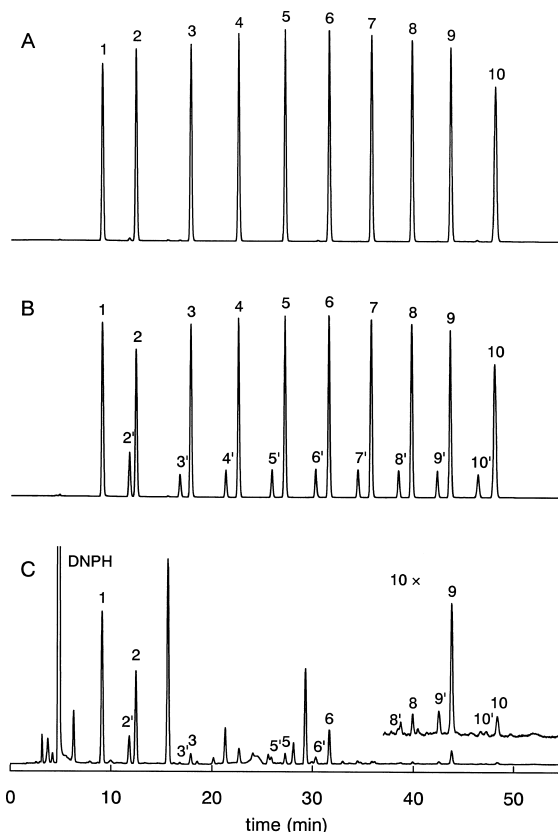 A
1 2 3 4 5 6 7 8 9 10
B
1 2 3 4 5 6 7 8 9 10
2' 3' 4' 5' 6' 7' 8' 9' 10'
C
DNPH
10 ×
1 2 2' 3' 3 5' 5 6' 6 8' 8 9' 9 10' 10
0 10 20 30 40 50
time (min)